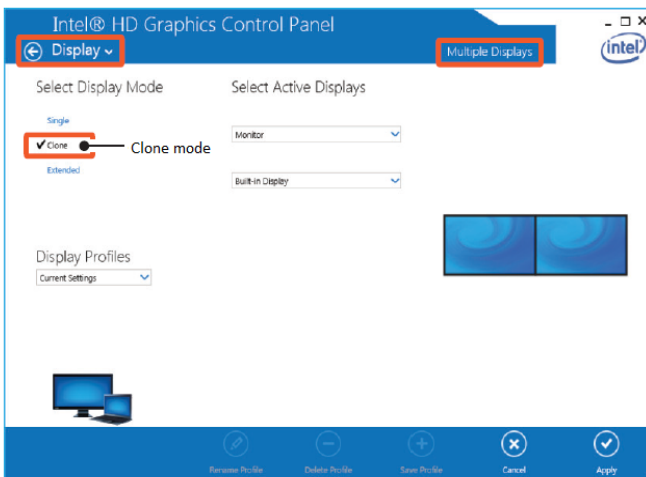 Intel® HD Graphics Control Panel
Display
Multiple Displays
intel
Select Display Mode
Select Active Displays
Single
Clone
Clone mode
Extended
Monitor
Built-in Display
Display Profiles
Current Settings
Rename Profile
Delete Profile
Save Profile
Cancel
Apply